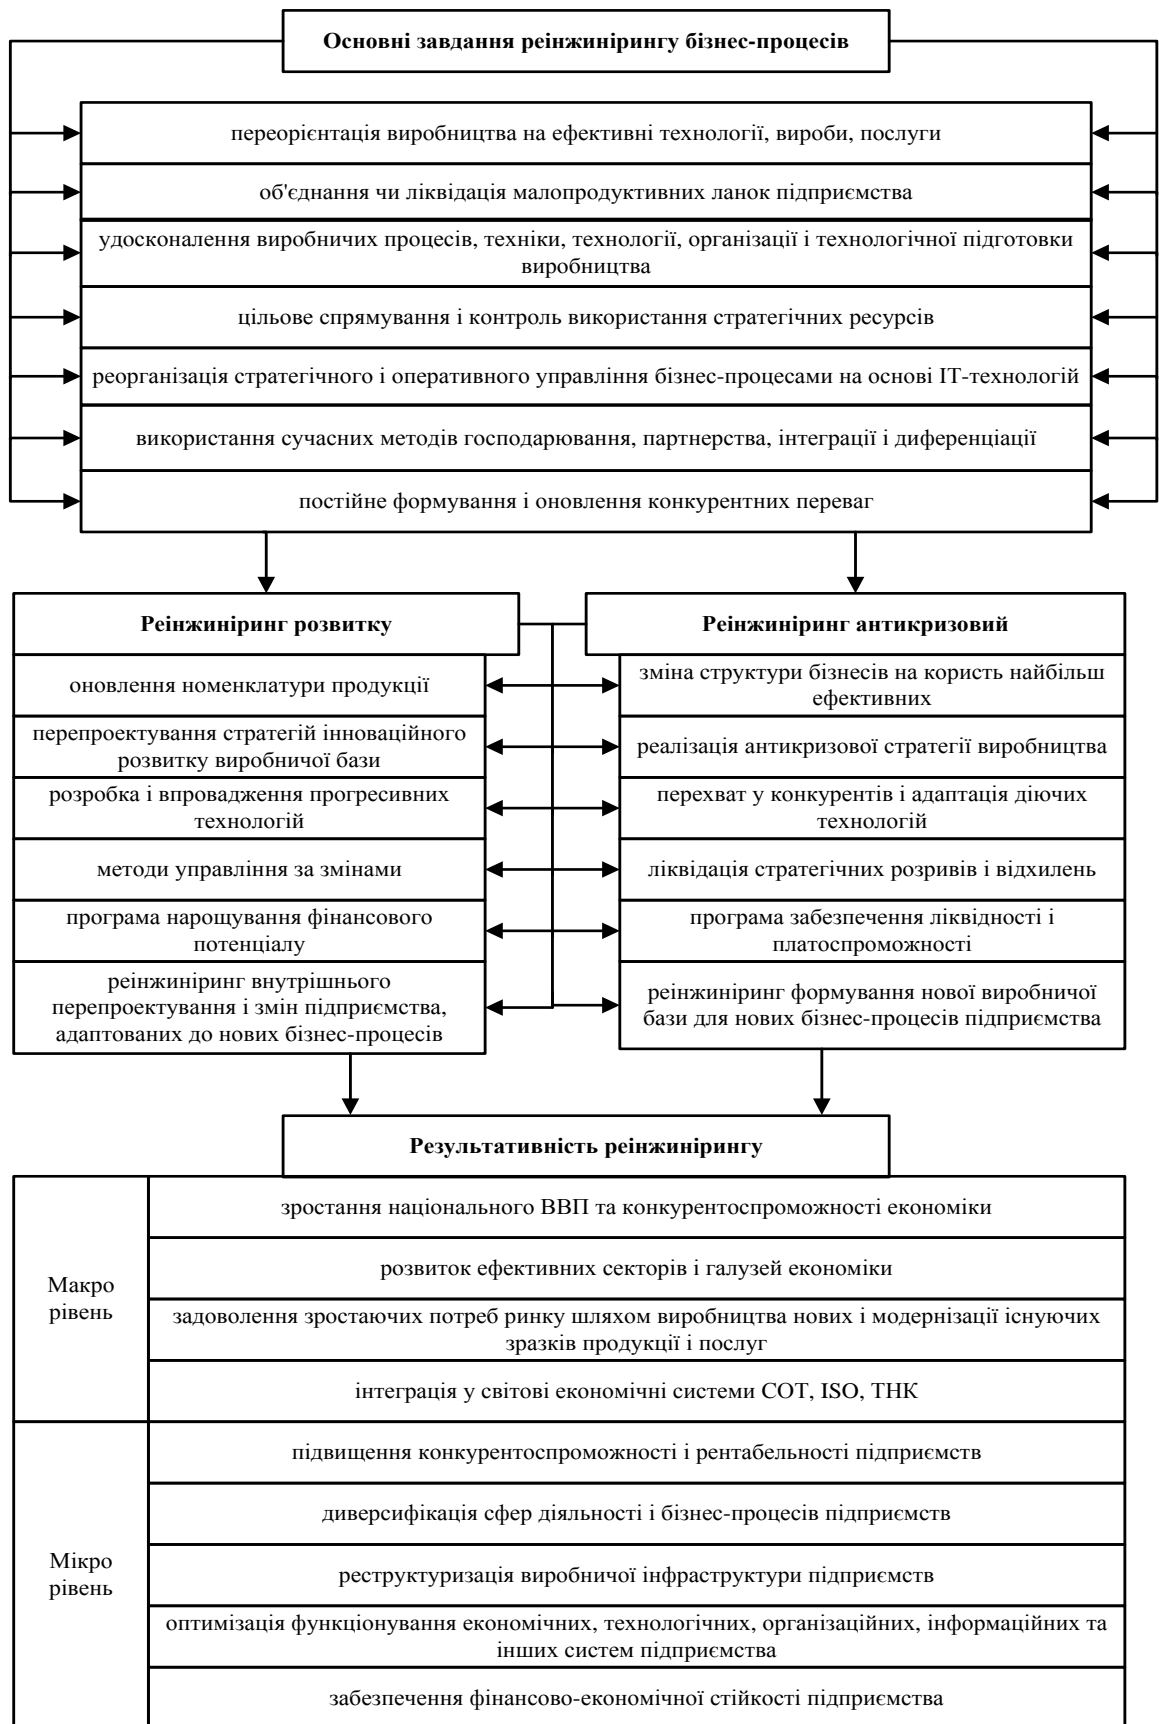 Основні завдання реінжинірингу бізнес-процесів
переорієнтація виробництва на ефективні технології, вироби, послуги
об'єднання чи ліквідація малопродуктивних ланок підприємства
удосконалення виробничих процесів, техніки, технології, організації і технологічної підготовки
виробництва
цільове спрямування і контроль використання стратегічних ресурсів
реорганізація стратегічного і оперативного управління бізнес-процесами на основі ІТ-технологій
використання сучасних методів господарювання, партнерства, інтеграції і диференціації
постійне формування і оновлення конкурентних переваг
Реінжиніринг розвитку
оновлення номенклатури продукції
перепроектування стратегій інноваційного
розвитку виробничої бази
розробка і впровадження прогресивних
технологій
методи управління за змінами
програма нарощування фінансового
потенціалу
реінжиніринг внутрішнього
перепроектування і змін підприємства,
адаптованих до нових бізнес-процесів
Реінжиніринг антикризовий
зміна структури бізнесів на користь найбільш
ефективних
реалізація антикризової стратегії виробництва
перехват у конкурентів і адаптація діючих
технологій
ліквідація стратегічних розривів і відхилень
програма забезпечення ліквідності і
платоспроможності
реінжиніринг формування нової виробничої
бази для нових бізнес-процесів підприємства
Результативність реінжинірингу
Макро
рівень
зростання національного ВВП та конкурентоспроможності економіки
розвиток ефективних секторів і галузей економіки
задоволення зростаючих потреб ринку шляхом виробництва нових і модернізації існуючих
зразків продукції і послуг
інтеграція у світові економічні системи СОТ, ISO, ТНК
Мікро
рівень
підвищення конкурентоспроможності і рентабельності підприємств
диверсифікація сфер діяльності і бізнес-процесів підприємств
реструктуризація виробничої інфраструктури підприємств
оптимізація функціонування економічних, технологічних, організаційних, інформаційних та
інших систем підприємства
забезпечення фінансово-економічної стійкості підприємства